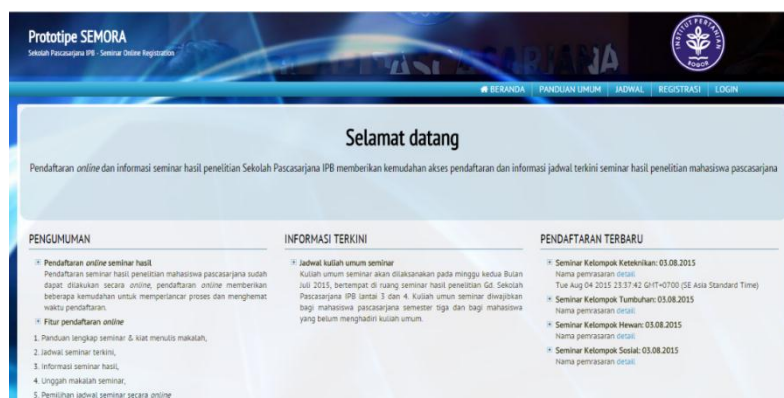 Prototipe SEMORA
Sekolah Pascasarjana IPB - Seminar Online Registration
INSTITUT PERTANIAN
BOGOR
BERANDA
PANDUAN UMUM
JADWAL
REGISTRASI
LOGIN
Selamat datang
Pendaftaran online dan informasi seminar hasil penelitian Sekolah Pascasarjana IPB memberikan kemudahan akses pendaftaran dan informasi jadwal terkini seminar hasil penelitian mahasiswa pascasarjana
PENGUMUMAN
Pendaftaran online seminar hasil
Pendaftaran seminar hasil penelitian mahasiswa pascasarjana sudah
dapat dilakukan secara online, pendaftaran online memberikan
beberapa kemudahan untuk memperlancar proses dan menghemat
waktu pendaftaran.
Fitur pendaftaran online
1. Panduan lengkap seminar & kiat menulis makalah,
2. Jadwal seminar terkini,
3. Informasi seminar hasil,
4. Unggah makalah seminar,
5. Pemilihan jadwal seminar secara online
INFORMASI TERKINI
Jadwal kuliah umum seminar
Kuliah umum seminar akan dilaksanakan pada minggu kedua Bulan
Juli 2015, bertempat di ruang seminar hasil penelitian Gd. Sekolah
Pascasarjana IPB lantai 3 dan 4. Kuliah umun seminar diwajibkan
bagi mahasiswa pascasarjana semester tiga dan bagi mahasiswa
yang belum menghadiri kuliah umum.
PENDAFTARAN TERBARU
Seminar Kelompok Keteknikan: 03.08.2015
Nama pemrasaran detail
Tue Aug 04 2015 23:37:42 GMT+0700 (SE Asia Standard Time)
Seminar Kelompok Tumbuhan: 03.08.2015
Nama pemrasaran detail
Seminar Kelompok Hewan: 03.08.2015
Nama pemrasaran detail
Seminar Kelompok Sosial: 03.08.2015
Nama pemrasaran detail